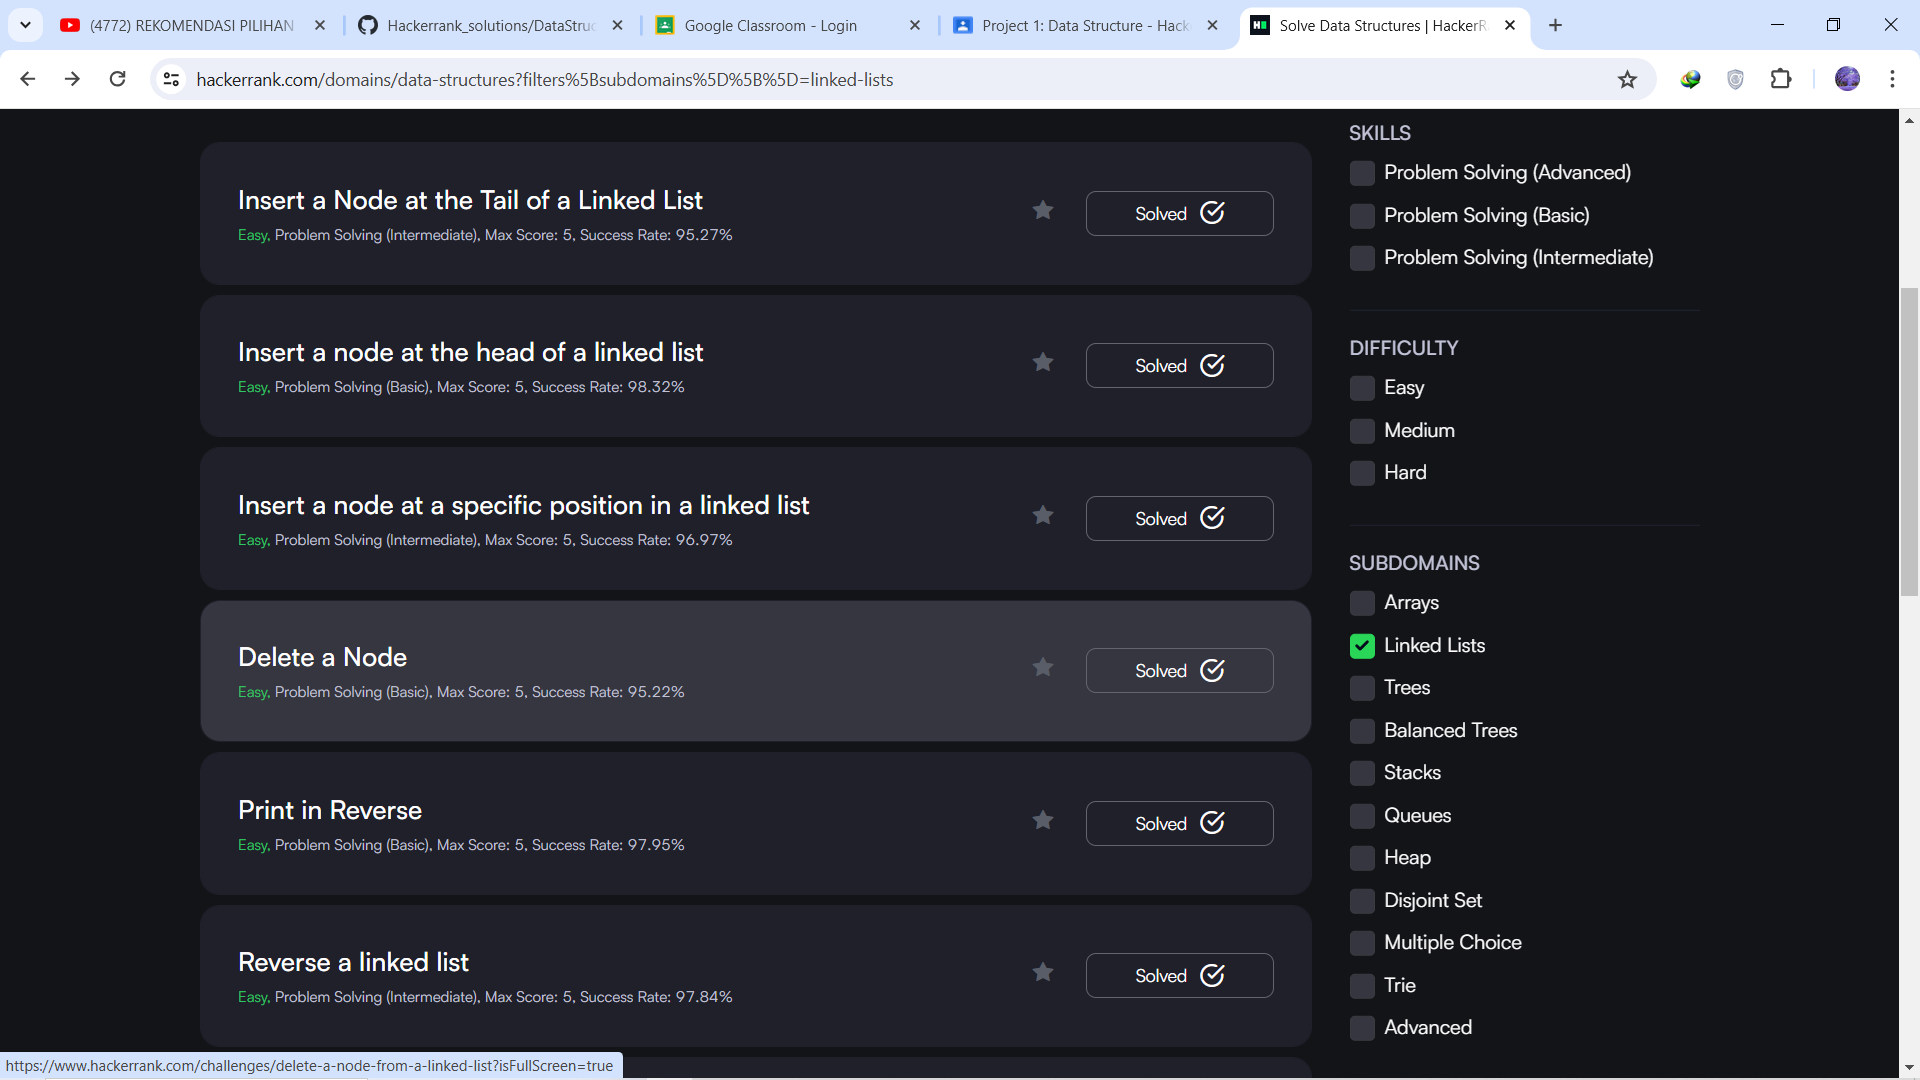 (4772) REKOMENDASI PILIHAN
Hackerrank_solutions/DataStruc
Google Classroom - Login
Project 1: Data Structure - Hack
Solve Data Structures | HackerR
hackerrank.com/domains/data-structures?filters%5Bsubdomains%5D%5B%5D=linked-lists
Insert a Node at the Tail of a Linked List
Easy, Problem Solving (Intermediate), Max Score: 5, Success Rate: 95.27%
Solved
Insert a node at the head of a linked list
Easy, Problem Solving (Basic), Max Score: 5, Success Rate: 98.32%
Solved
Insert a node at a specific position in a linked list
Easy, Problem Solving (Intermediate), Max Score: 5, Success Rate: 96.97%
Solved
Delete a Node
Easy, Problem Solving (Basic), Max Score: 5, Success Rate: 95.22%
Solved
Print in Reverse
Easy, Problem Solving (Basic), Max Score: 5, Success Rate: 97.95%
Solved
Reverse a linked list
Easy, Problem Solving (Intermediate), Max Score: 5, Success Rate: 97.84%
Solved
SKILLS
Problem Solving (Advanced)
Problem Solving (Basic)
Problem Solving (Intermediate)
DIFFICULTY
Easy
Medium
Hard
SUBDOMAINS
Arrays
Linked Lists
Trees
Balanced Trees
Stacks
Queues
Heap
Disjoint Set
Multiple Choice
Trie
Advanced
https://www.hackerrank.com/challenges/delete-a-node-from-a-linked-list?isFullScreen=true